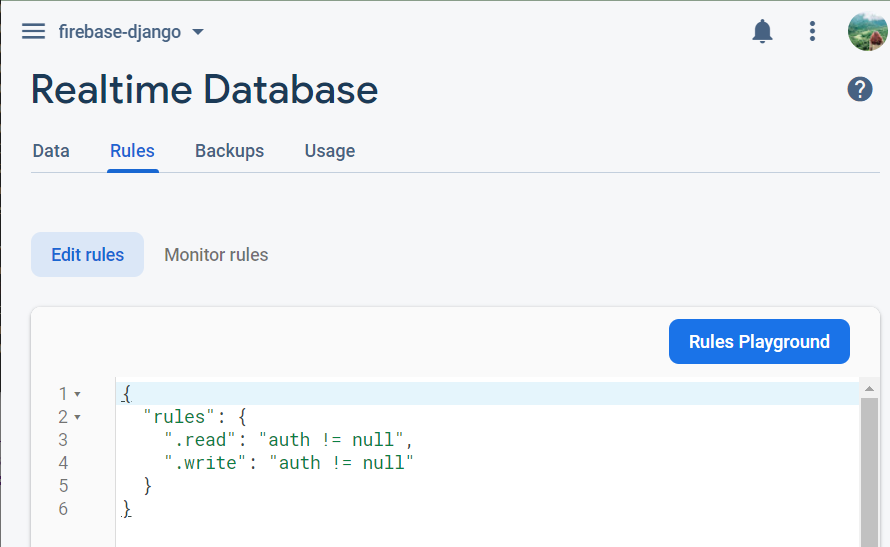 firebase-django
Realtime Database
Data Rules Backups Usage
Edit rules Monitor rules
Rules Playground
1 {
2 "rules": {
3 ".read": "auth != null",
4 ".write": "auth != null"
5 }
6 }